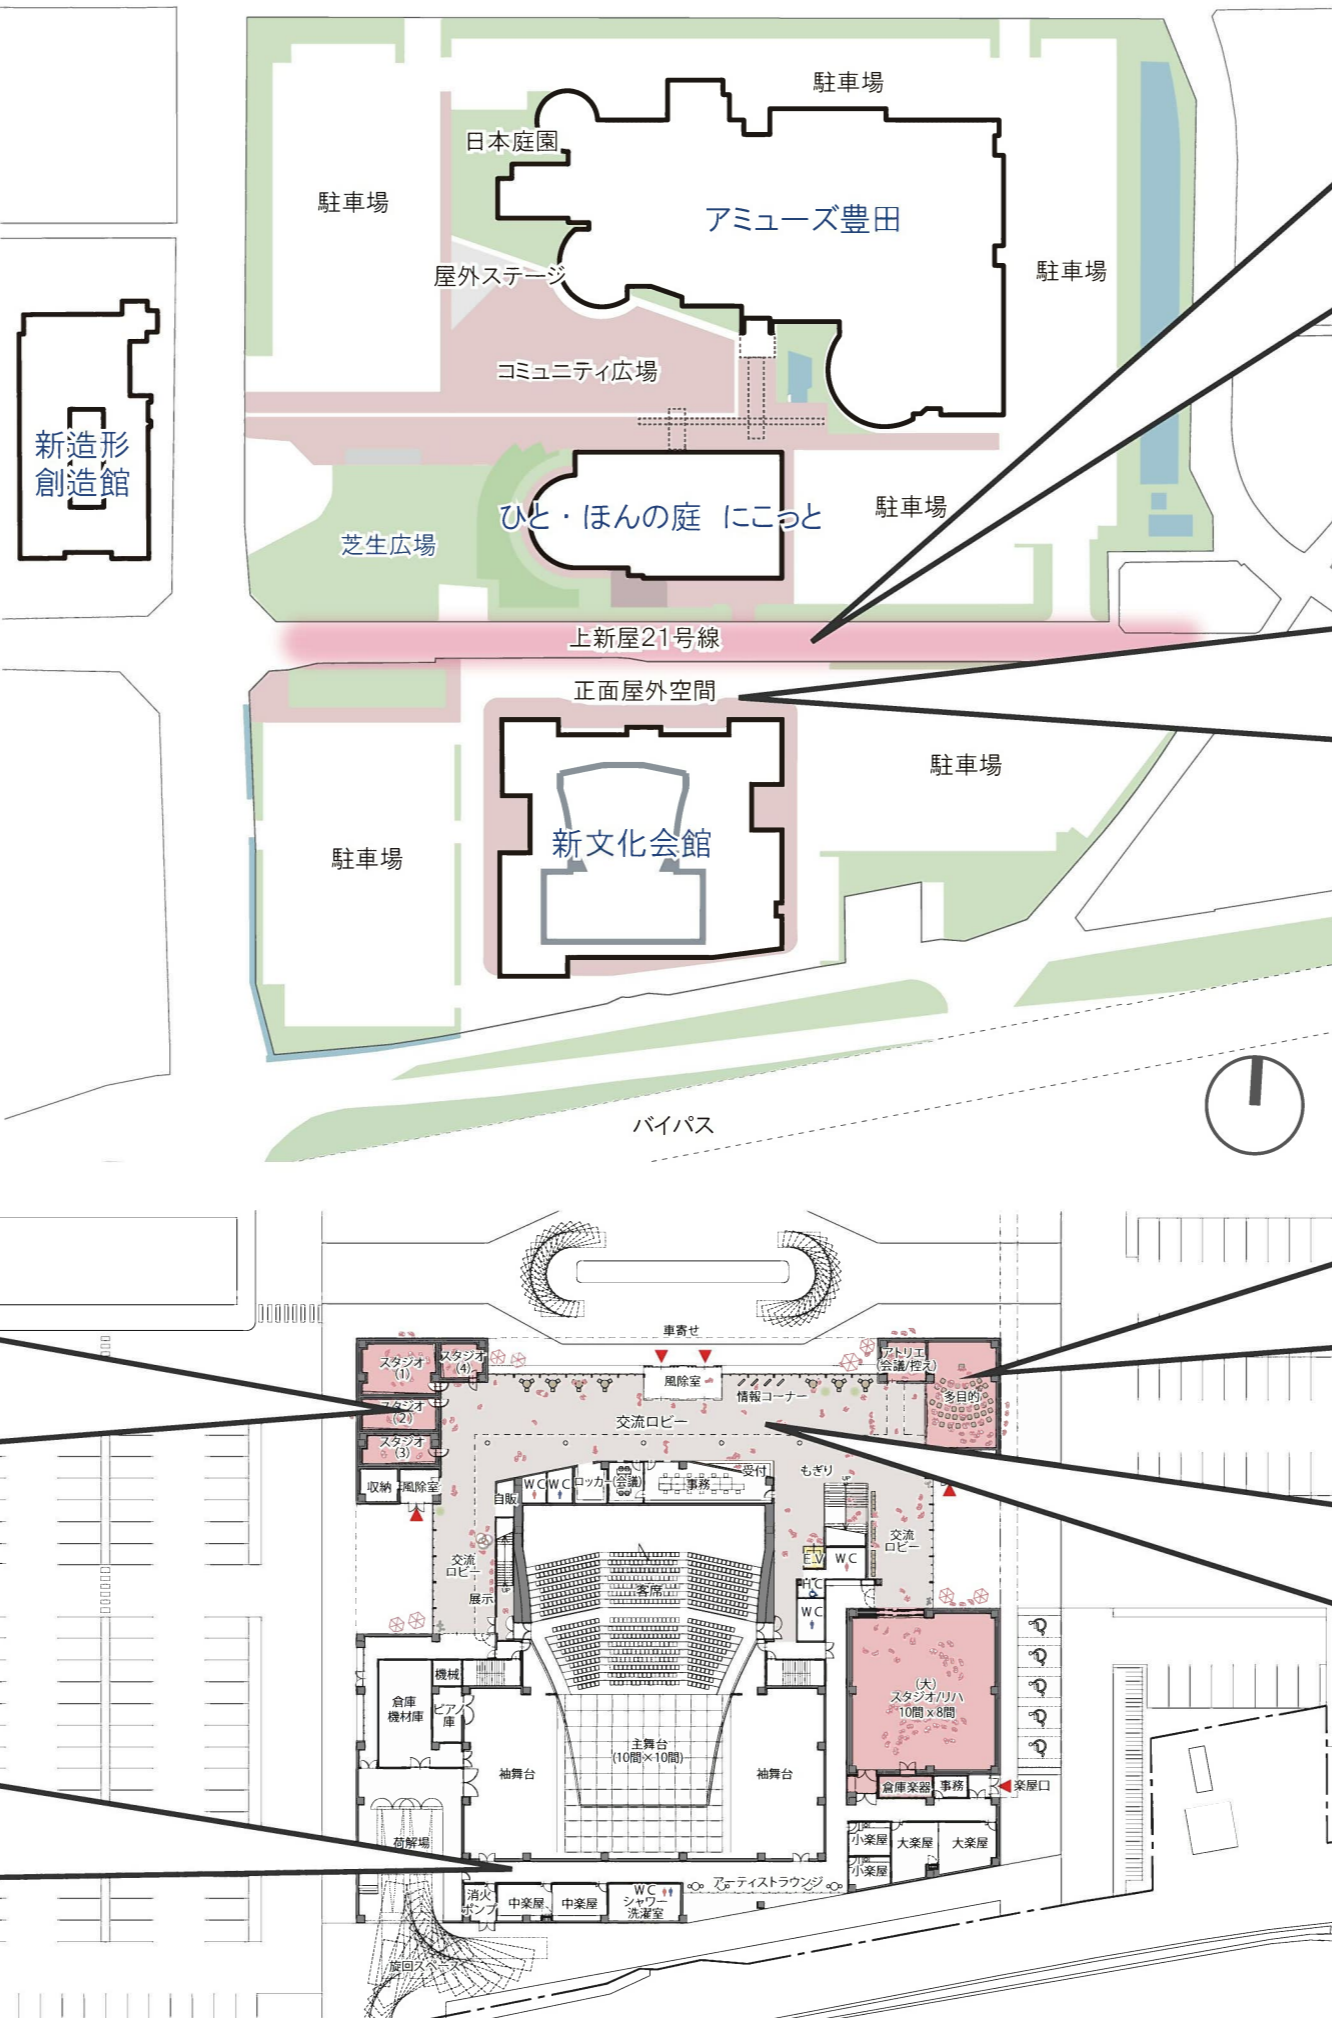 駐車場
日本庭園
駐車場
アミューズ豊田
屋外ステージ
駐車場
コミュニティ広場
新造形
創造館
ひと・ほんの庭 にこっと
駐車場
芝生広場
上新屋21号線
正面屋外空間
駐車場
新文化会館
駐車場
バイパス
車寄せ
スタジオ
(1)
スタジオ
(4)
風除室
アトリエ
(会議/控え)
情報コーナー
多目的
スタジオ
(2)
交流ロビー
スタジオ
(3)
収納
風除室
自販
WC
WC
ロッカー
(会議)
事務
受付
もぎり
UP
交流
ロビー
交流
ロビー
EV
WC
客席
HC
展示
UP
WC
機械
倉庫
機材庫
ピアノ
庫
(大)
スタジオ/リハ
10間×8間
主舞台
(10間×10間)
袖舞台
袖舞台
倉庫楽器
事務
楽屋口
荷解場
小楽屋
大楽屋
大楽屋
小楽屋
アーティストラウンジ
消火
ポンプ
中楽屋
中楽屋
WC
シャワー
洗濯室
旋回スペース